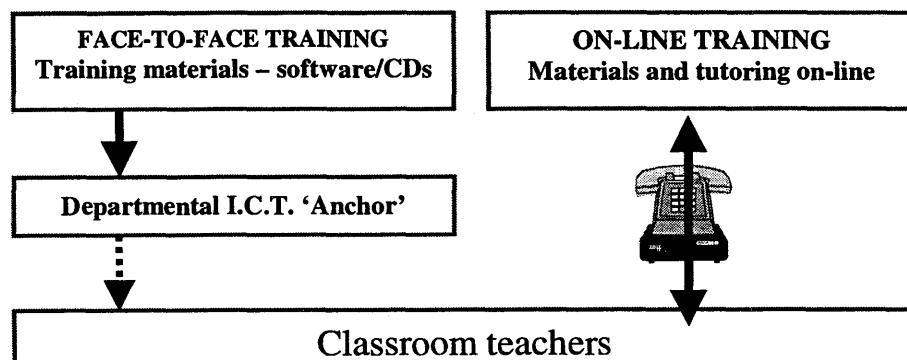 FACE-TO-FACE TRAINING
Training materials – software/CDs
ON-LINE TRAINING
Materials and tutoring on-line
Departmental I.C.T. ‘Anchor’
Classroom teachers